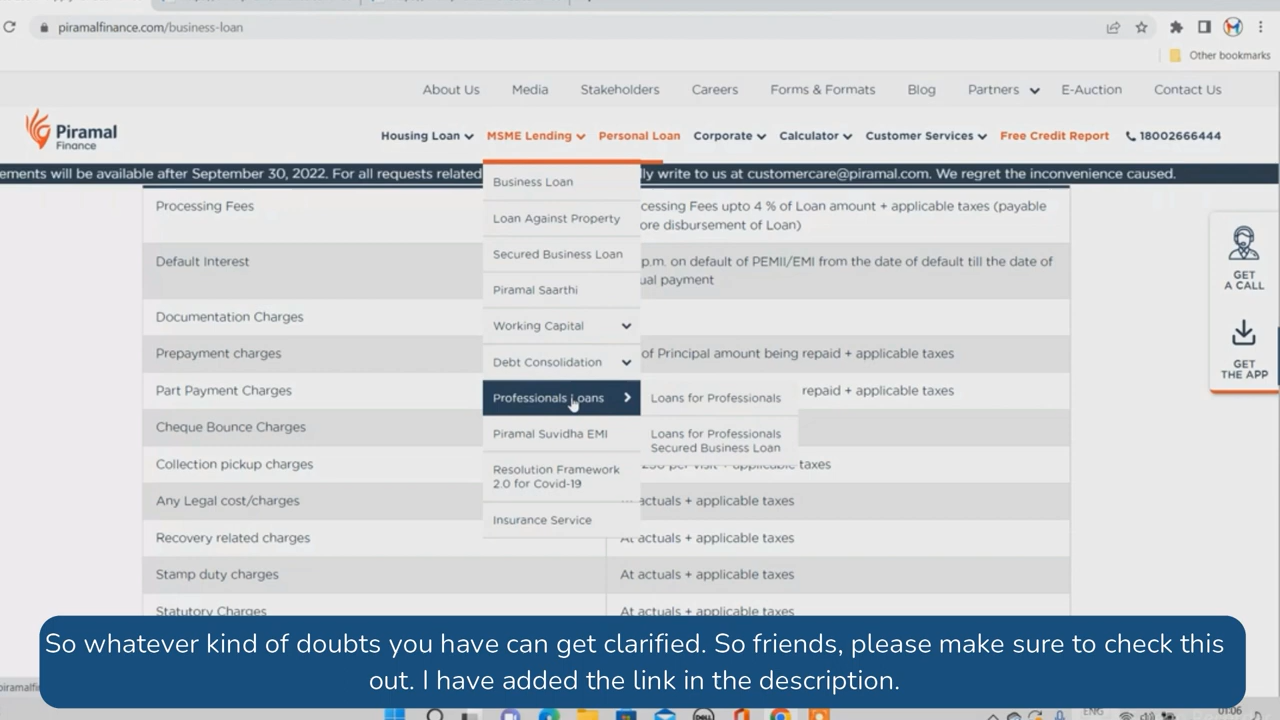 piramalfinance.com/business-loan
Other bookmarks
About Us Media Stakeholders Careers Forms & Formats Blog Partners E-Auction Contact Us
Piramal
Finance
Housing Loan MSME Lending Personal Loan Corporate Calculator Customer Services Free Credit Report 18002666444
ements will be available after September 30, 2022. For all requests related
ly write to us at customercare@piramal.com. We regret the inconvenience caused.
Business Loan
Loan Against Property
Secured Business Loan
Piramal Saarthi
Working Capital
Debt Consolidation
Professionals Loans
Piramal Suvidha EMI
Resolution Framework
2.0 for Covid-19
Insurance Service
Loans for Professionals
Loans for Professionals
Secured Business Loan
Processing Fees
cessing Fees upto 4 % of Loan amount + applicable taxes (payable
ore disbursement of Loan)
Default Interest
p.m. on default of PEMII/EMI from the date of default till the date of
ual payment
Documentation Charges
Prepayment charges
of Principal amount being repaid + applicable taxes
Part Payment Charges
repaid + applicable taxes
Cheque Bounce Charges
Collection pickup charges
taxes
Any Legal cost/charges
actuals + applicable taxes
Recovery related charges
At actuals + applicable taxes
Stamp duty charges
At actuals + applicable taxes
Statutory Charges
At actuals + applicable taxes
GET
A CALL
GET
THE APP
So whatever kind of doubts you have can get clarified. So friends, please make sure to check this
out. I have added the link in the description.
piramalfi
ENG
01:06